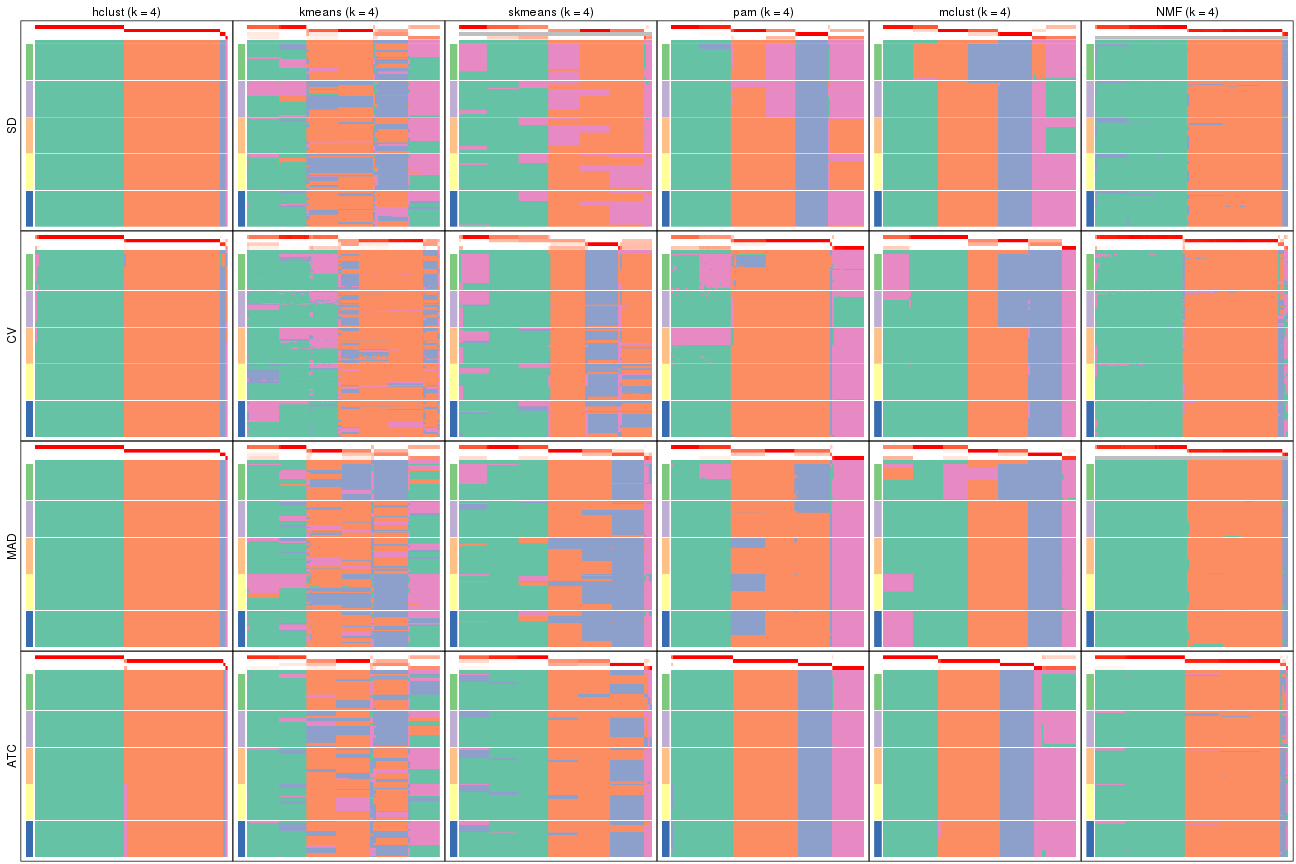 hclust (k = 4) kmeans (k = 4) skmeans (k = 4) pam (k = 4) mclust (k = 4) NMF (k = 4)
SD
CV
MAD
ATC